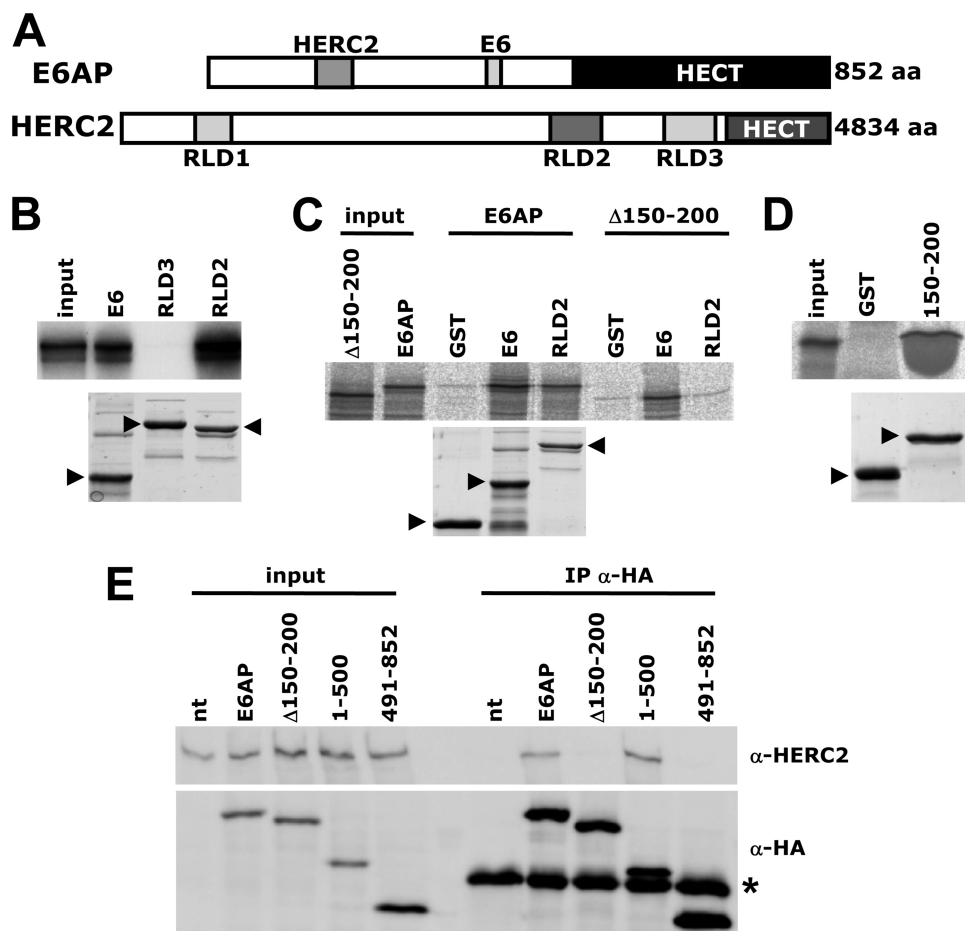 A
HERC2 E6
E6AP HECT 852 aa
HERC2 HECT 4834 aa
RLD1 RLD2 RLD3
B
input E6 RLD3 RLD2
C
input E6AP Δ150-200
Δ150-200 E6AP GST E6 RLD2 GST E6 RLD2
D
input GST 150-200
E
input IP α-HA
nt E6AP Δ150-200 1-500 491-852 nt E6AP Δ150-200 1-500 491-852
α-HERC2
α-HA
*